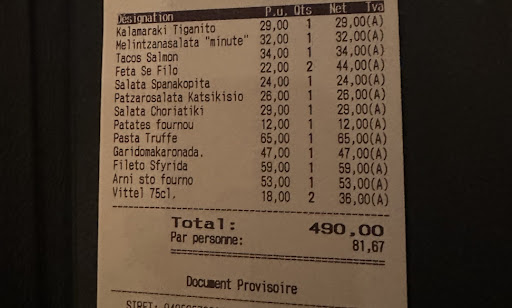 Désignation P.u. Qts Net Tva
Kalamaraki Tiganito 29,00 1 29,00(A)
Melintzanasalata "minute" 32,00 1 32,00(A)
Tacos Salmon 34,00 1 34,00(A)
Feta Se Filo 22,00 2 44,00(A)
Salata Spanakopita 24,00 1 24,00(A)
Patzarosalata Katsikisio 26,00 1 26,00(A)
Salata Choriatiki 29,00 1 29,00(A)
Patates fournou 12,00 1 12,00(A)
Pasta Truffe 65,00 1 65,00(A)
Garidomakaronada. 47,00 1 47,00(A)
Fileto Sfyrida 59,00 1 59,00(A)
Arni sto fourno 53,00 1 53,00(A)
Vittel 75cl. 18,00 2 36,00(A)
Total: 490,00
Par personne: 81,67
Document Provisoire
SIRET: